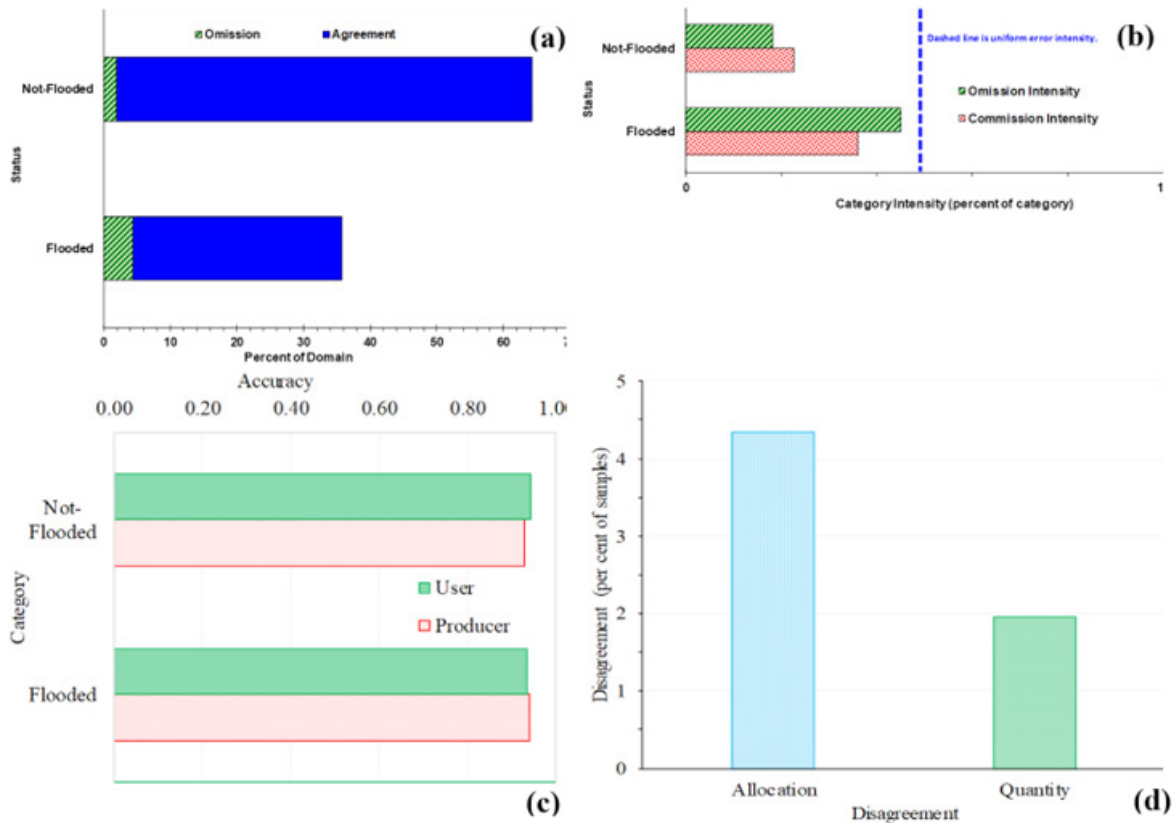 Omission Agreement (a)
Not-Flooded
Status
Flooded
0 10 20 30 40 50 60
Percent of Domain
(b)
Not-Flooded
Dashed line is uniform error intensity.
Status
Omission Intensity
Commission Intensity
Flooded
0 1
Category Intensity (percent of category)
Accuracy
0.00 0.20 0.40 0.60 0.80
Not-
Flooded
Category
User
Producer
Flooded
(c)
5
4
3
2
1
0
Disagreement (per cent of samples)
Allocation Quantity
Disagreement
(d)